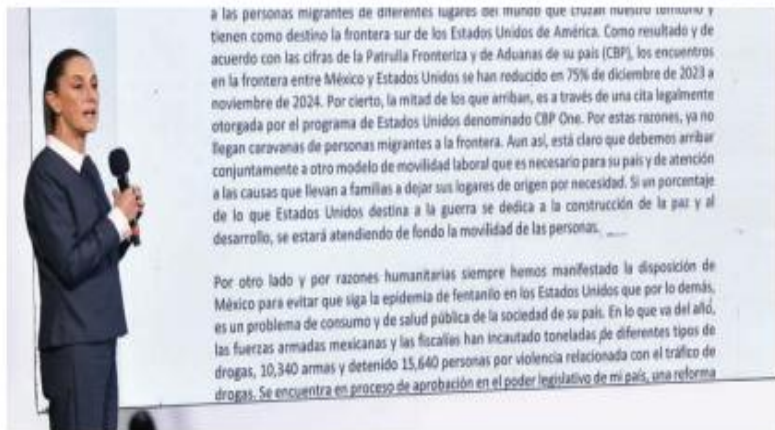 a las personas migrantes de diferentes lugares del mundo que cruzan nuestro territorio y
tienen como destino la frontera sur de los Estados Unidos de América. Como resultado y de
acuerdo con las cifras de la Patrulla Fronteriza y de Aduanas de su país (CBP), los encuentros
en la frontera entre México y Estados Unidos se han reducido en 75% de diciembre de 2023 a
noviembre de 2024. Por cierto, la mitad de los que arriban, es a través de una cita legalmente
otorgada por el programa de Estados Unidos denominado CBP One. Por estas razones, ya no
llegan caravanas de personas migrantes a la frontera. Aun así, está claro que debemos arribar
conjuntamente a otro modelo de movilidad laboral que es necesario para su país y de atención
a las causas que llevan a familias a dejar sus lugares de origen por necesidad. Si un porcentaje
de lo que Estados Unidos destina a la guerra se dedica a la construcción de la paz y al
desarrollo, se estará atendiendo de fondo la movilidad de las personas.
Por otro lado y por razones humanitarias siempre hemos manifestado la disposición de
México para evitar que siga la epidemia de fentanilo en los Estados Unidos que por lo demás,
es un problema de consumo y de salud pública de la sociedad de su país. En lo que va del año,
las fuerzas armadas mexicanas y las fiscalías han incautado toneladas de diferentes tipos de
drogas, 10,340 armas y detenido 15,640 personas por violencia relacionada con el tráfico de
drogas. Se encuentra en proceso de aprobación en el poder legislativo de mi país, una reforma